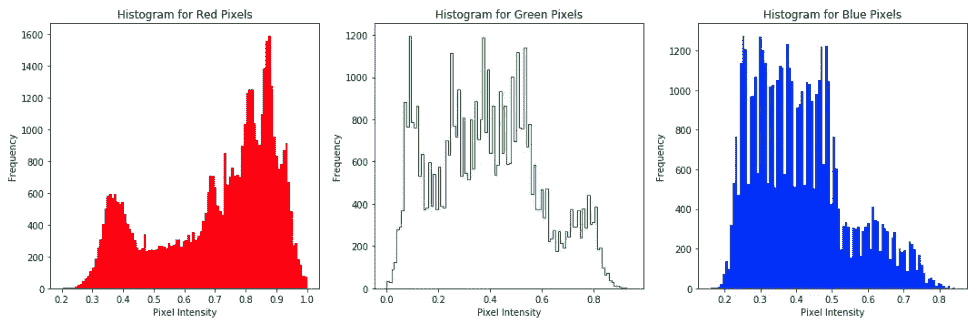 Histogram for Red Pixels
Frequency
1600
1400
1200
1000
800
600
400
200
0
0.2 0.3 0.4 0.5 0.6 0.7 0.8 0.9 1.0
Pixel Intensity
Histogram for Green Pixels
Frequency
1200
1000
800
600
400
200
0
0.0 0.2 0.4 0.6 0.8
Pixel Intensity
Histogram for Blue Pixels
Frequency
1200
1000
800
600
400
200
0
0.2 0.3 0.4 0.5 0.6 0.7 0.8
Pixel Intensity